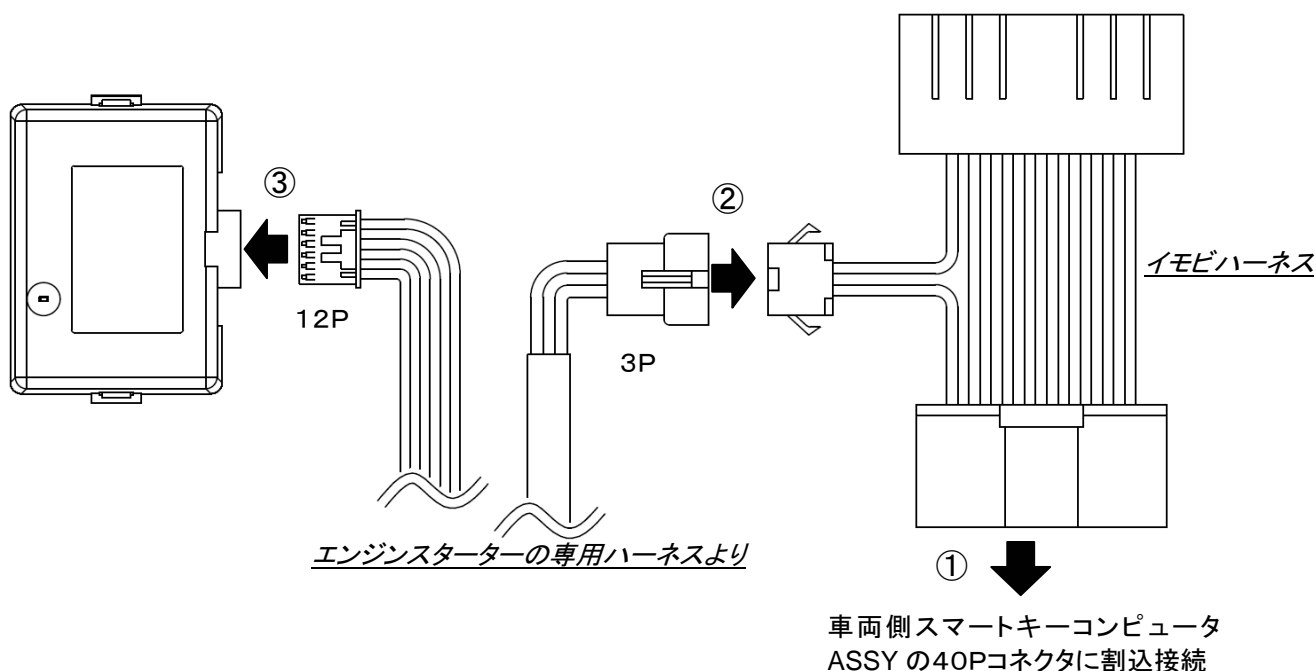 ③
②
イモビハーネス
12P
3P
エンジンスターターの専用ハーネスより
①
車両側スマートキーコンピュータ
ASSY の40Pコネクタに割込接続